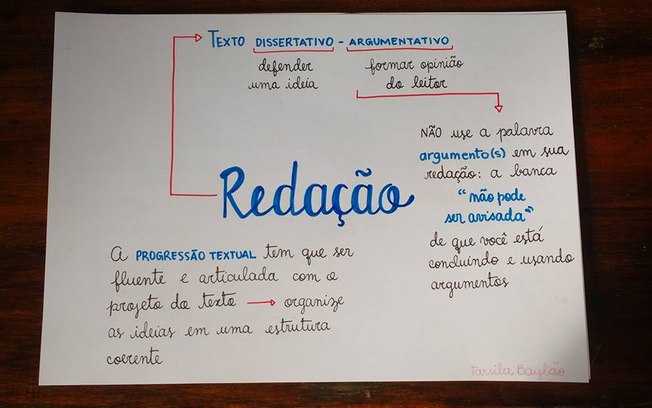 TEXTO DISSERTATIVO - ARGUMENTATIVO
defender
uma ideia
formar opinião
do leitor
NÃO use a palavra
argumento(s) em sua
redação: a banca
"não pode
ser avisada"
de que você está
concluindo e usando
argumentos
Redação
A PROGRESSÃO TEXTUAL tem que ser
fluente e articulada com o
projeto do texto → organize
as ideias em uma estrutura
coerente
Társila Baylão